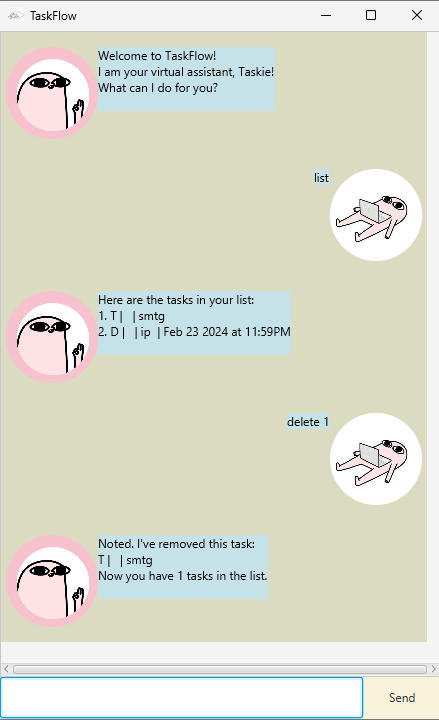 TaskFlow
Welcome to TaskFlow!
I am your virtual assistant, Taskie!
What can I do for you?
list
Here are the tasks in your list:
1. T |   | smtg
2. D |   | ip  | Feb 23 2024 at 11:59PM
delete 1
Noted. I've removed this task:
T |   | smtg
Now you have 1 tasks in the list.
Send